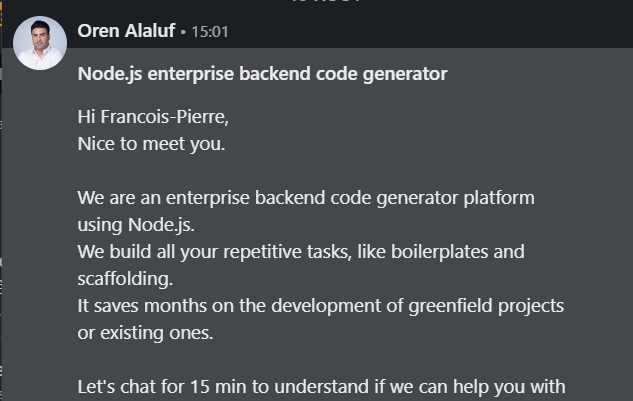 Oren Alaluf • 15:01
Node.js enterprise backend code generator
Hi Francois-Pierre,
Nice to meet you.
We are an enterprise backend code generator platform
using Node.js.
We build all your repetitive tasks, like boilerplates and
scaffolding.
It saves months on the development of greenfield projects
or existing ones.
Let's chat for 15 min to understand if we can help you with